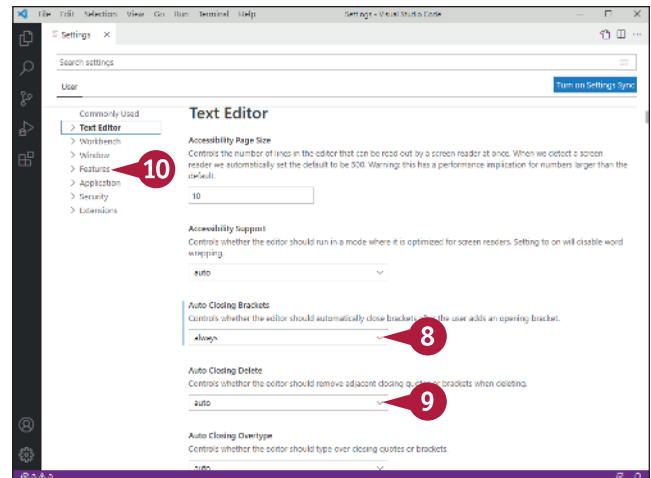 File Edit Selection View Go Run Terminal Help Settings - Visual Studio Code
Settings
Search settings
User Turn on Settings Sync
Commonly Used
Text Editor
Workbench
Window
Features
Application
Security
Extensions
10
Text Editor
Accessibility Page Size
Controls the number of lines in the editor that can be read out by a screen reader at once. When we detect a screen
reader we automatically set the default to be 500. Warning: this has a performance implication for numbers larger than the
default.
10
Accessibility Support
Controls whether the editor should run in a mode where it is optimized for screen readers. Setting to on will disable word
wrapping.
auto
Auto Closing Brackets
Controls whether the editor should automatically close brackets after the user adds an opening bracket.
always
8
Auto Closing Delete
Controls whether the editor should remove adjacent closing quotes or brackets when deleting.
auto
9
Auto Closing Overtype
Controls whether the editor should type over closing quotes or brackets.
auto
0 0